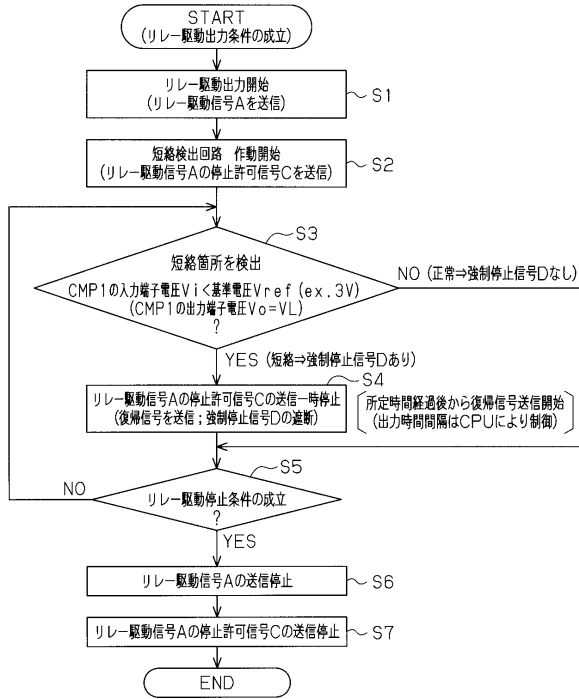 START
(リレー駆動出力条件の成立)
リレー駆動出力開始
(リレー駆動信号Aを送信)
S1
短絡検出回路 作動開始
(リレー駆動信号Aの停止許可信号Cを送信)
S2
S3
短絡箇所を検出
CMP1の入力端子電圧Vi<基準電圧Vref(ex.3V)
(CMP1の出力端子電圧Vo=VL)
?
NO (正常⇒強制停止信号Dなし)
YES (短絡⇒強制停止信号Dあり)
S4
リレー駆動信号Aの停止許可信号Cの送信一時停止
(復帰信号を送信;強制停止信号Dの遮断)
所定時間経過後から復帰信号送信開始
(出力時間間隔はCPUにより制御)
S5
NO
リレー駆動停止条件の成立
?
YES
リレー駆動信号Aの送信停止
S6
リレー駆動信号Aの停止許可信号Cの送信停止
S7
END